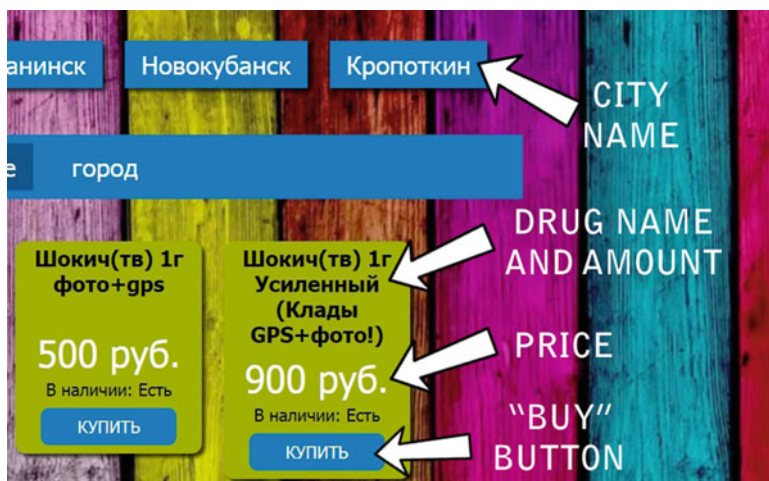 анинск Новокубанск Кропоткин
CITY
NAME
е город
DRUG NAME
AND AMOUNT
Шокич(тв) 1г
фото+gps
500 руб.
В наличии: Есть
КУПИТЬ
Шокич(тв) 1г
Усиленный
(Клады
GPS+фото!)
900 руб.
В наличии: Есть
КУПИТЬ
PRICE
“BUY”
BUTTON